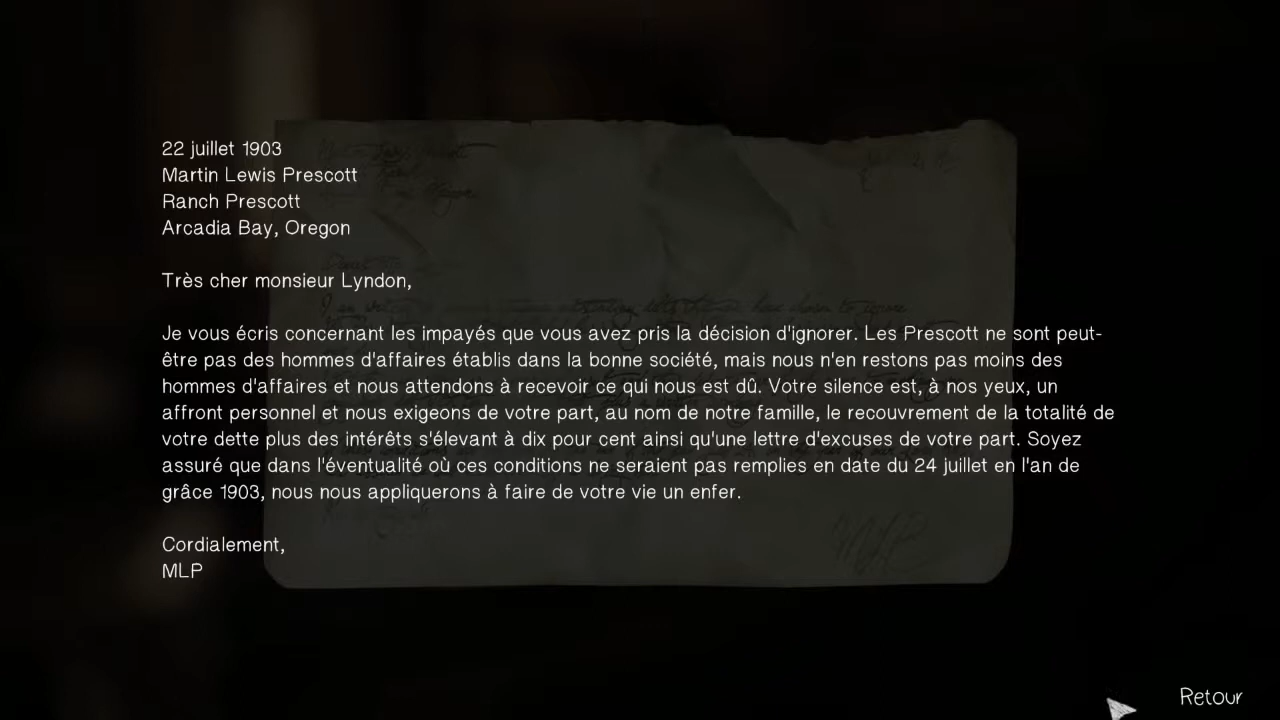 22 juillet 1903
Martin Lewis Prescott
Ranch Prescott
Arcadia Bay, Oregon
Très cher monsieur Lyndon,
Je vous écris concernant les impayés que vous avez pris la décision d'ignorer. Les Prescott ne sont peut-
être pas des hommes d'affaires établis dans la bonne société, mais nous n'en restons pas moins des
hommes d'affaires et nous attendons à recevoir ce qui nous est dû. Votre silence est, à nos yeux, un
affront personnel et nous exigeons de votre part, au nom de notre famille, le recouvrement de la totalité de
votre dette plus des intérêts s'élevant à dix pour cent ainsi qu'une lettre d'excuses de votre part. Soyez
assuré que dans l'éventualité où ces conditions ne seraient pas remplies en date du 24 juillet en l'an de
grâce 1903, nous nous appliquerons à faire de votre vie un enfer.
Cordialement,
MLP
Retour